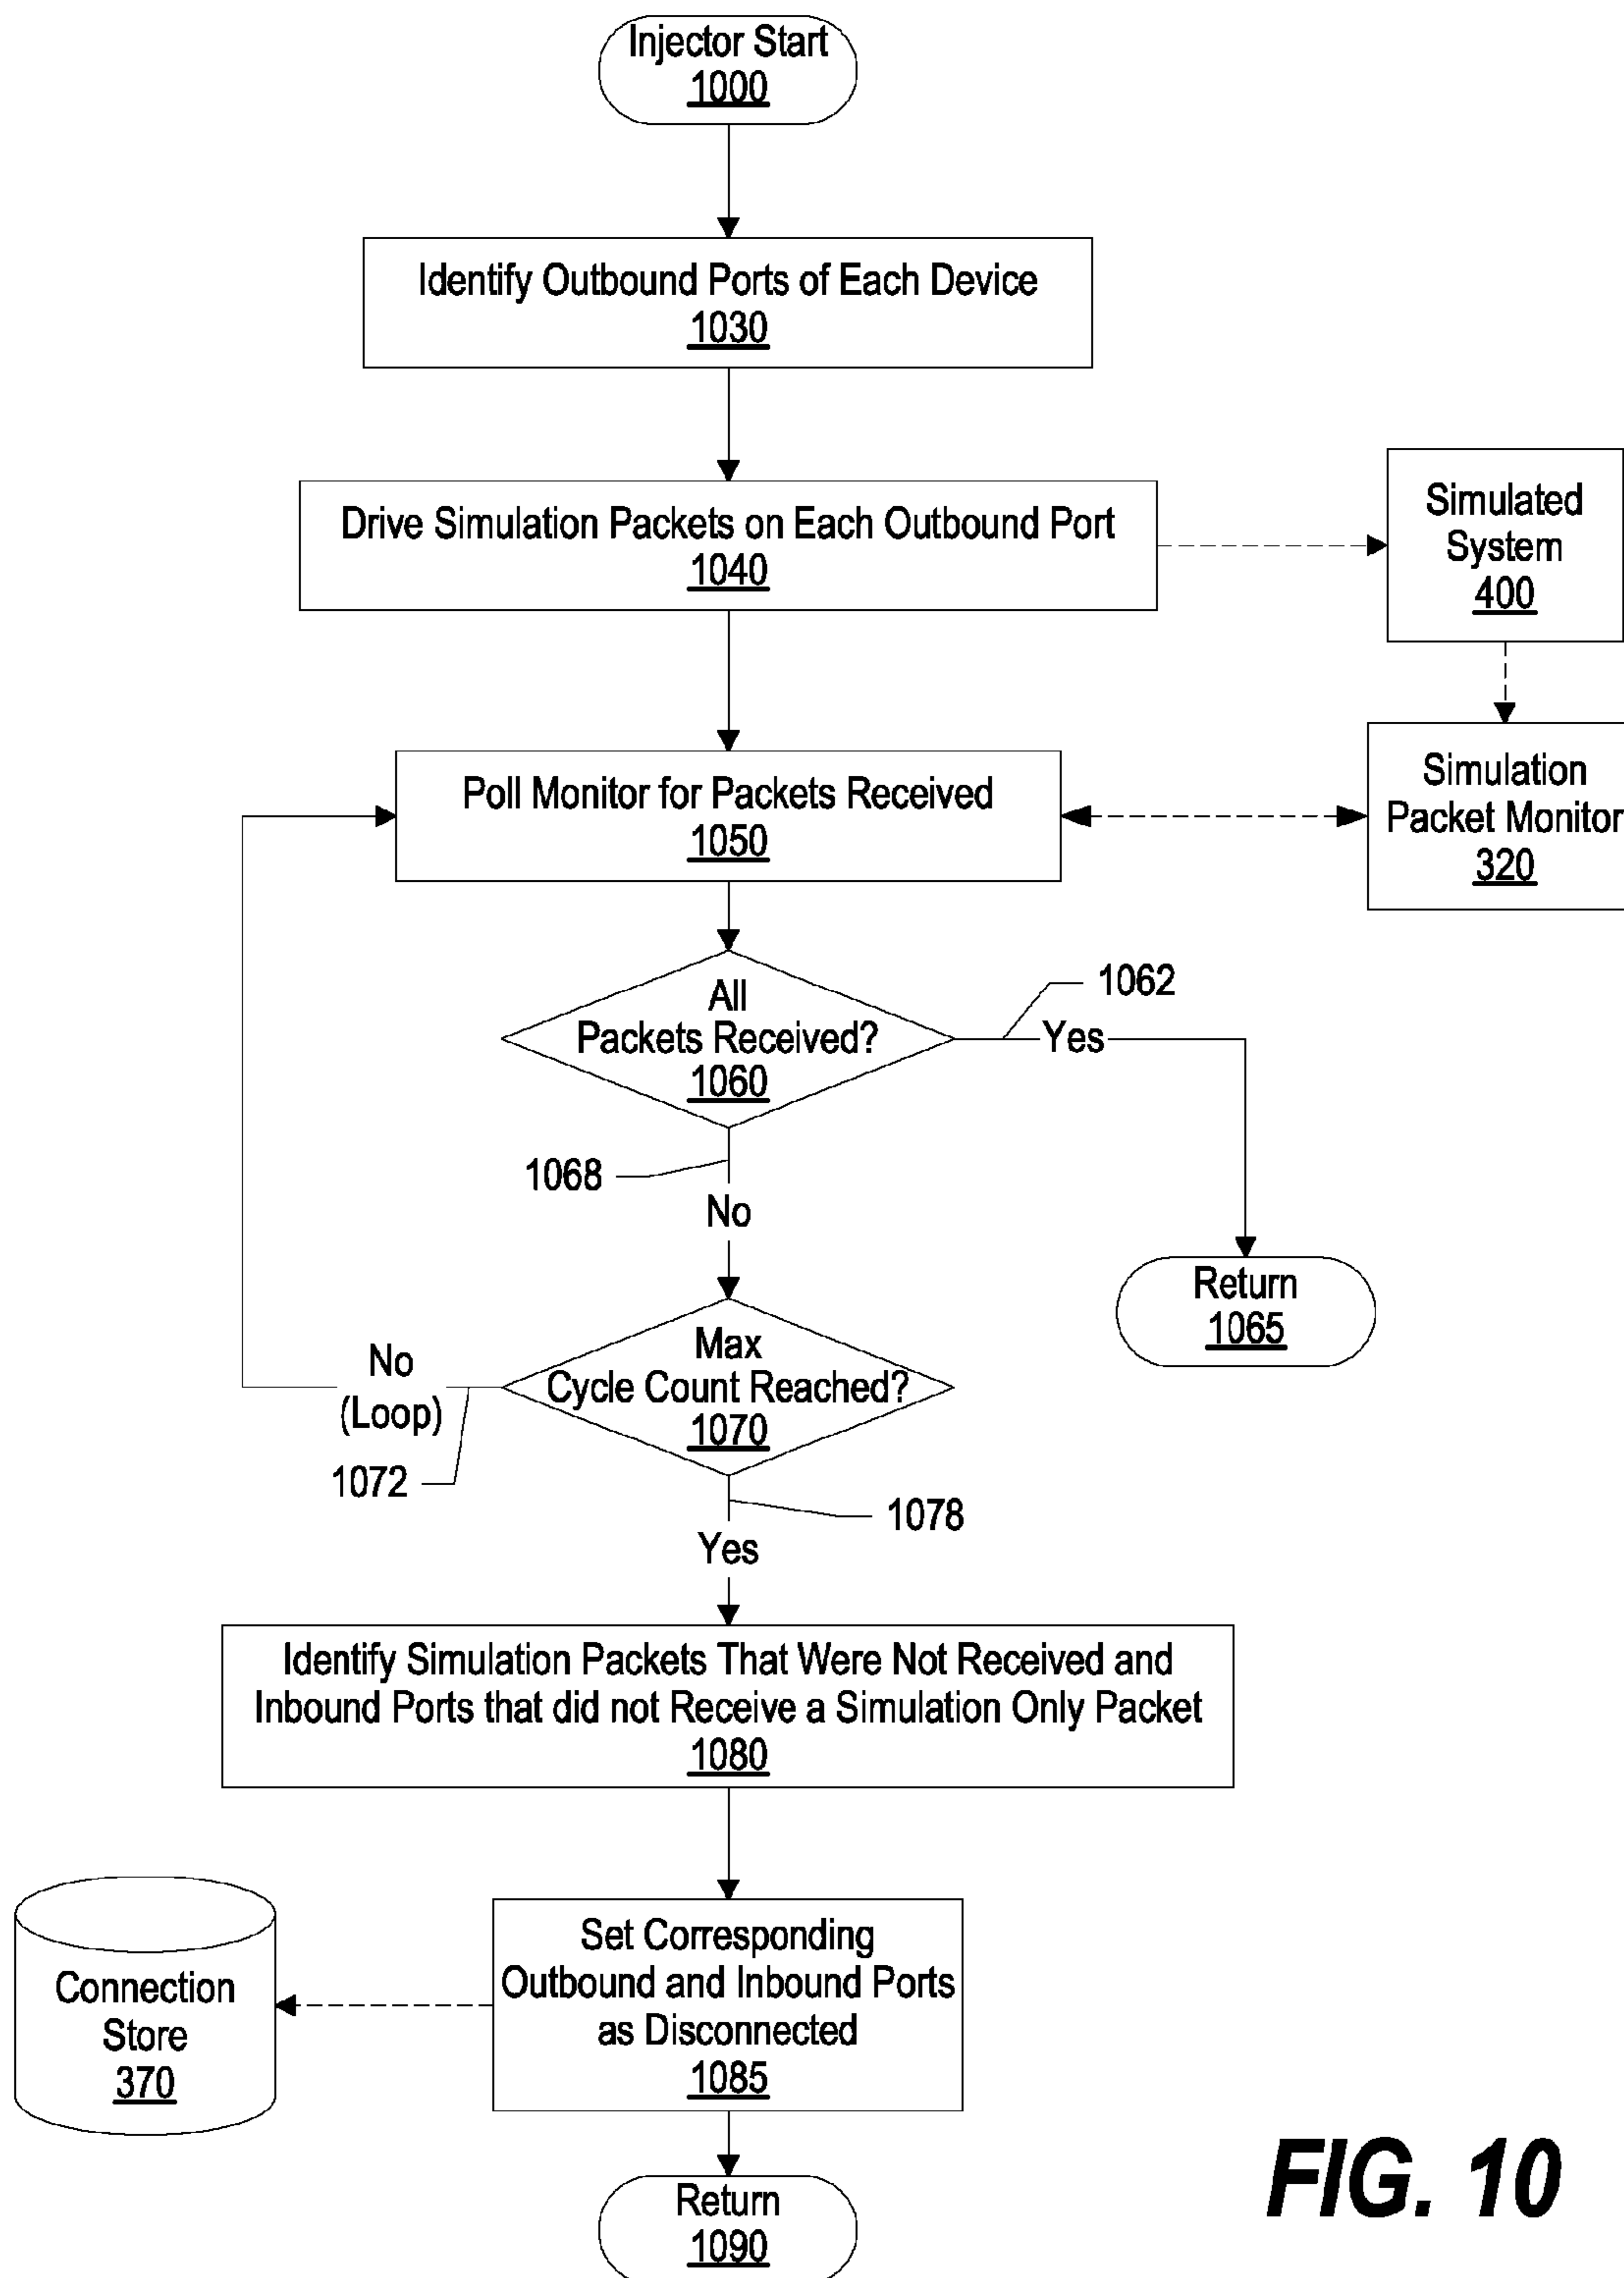 Injector Start
1000
Identify Outbound Ports of Each Device
1030
Drive Simulation Packets on Each Outbound Port
1040
Simulated
System
400
Poll Monitor for Packets Received
1050
Simulation
Packet Monitor
320
All
Packets Received?
1060
1062
Yes
1068
No
Return
1065
Max
Cycle Count Reached?
1070
No
(Loop)
1072
1078
Yes
Identify Simulation Packets That Were Not Received and
Inbound Ports that did not Receive a Simulation Only Packet
1080
Set Corresponding
Outbound and Inbound Ports
as Disconnected
1085
Connection
Store
370
Return
1090
FIG. 10